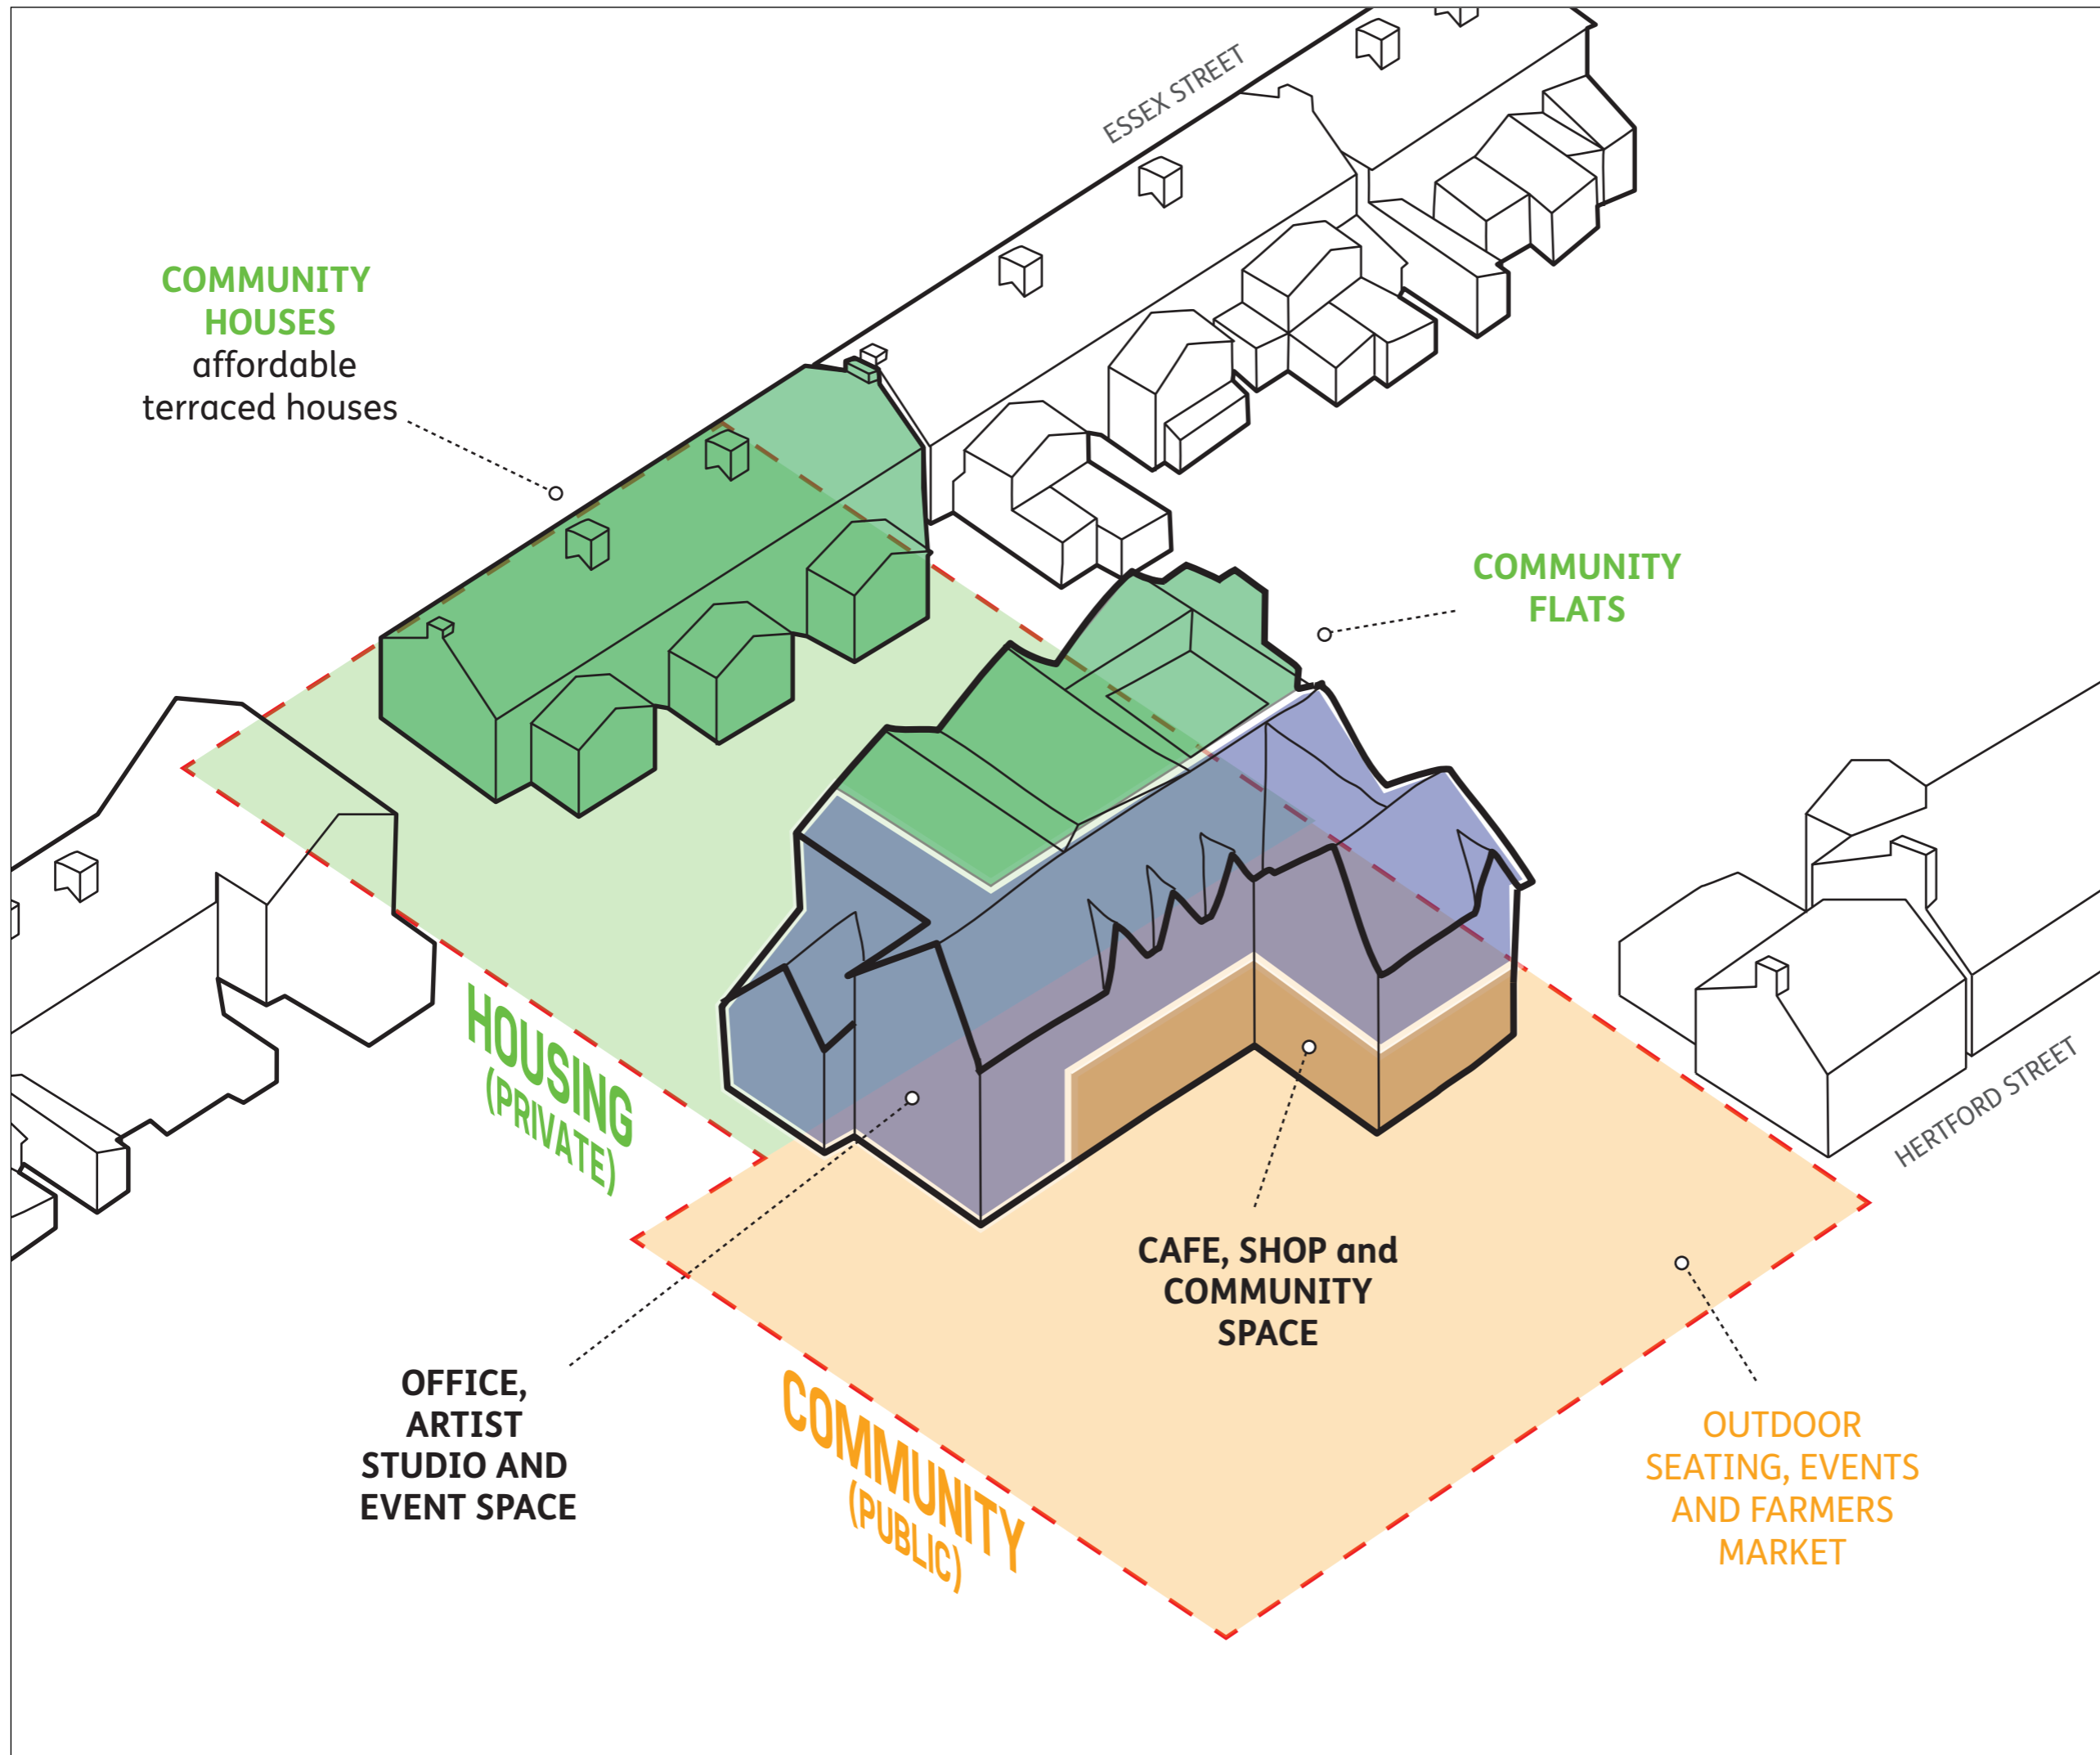 ESSEX STREET
COMMUNITY
HOUSES
affordable
terraced houses
COMMUNITY
FLATS
HOUSING
(PRIVATE)
HERTFORD STREET
CAFE, SHOP and
COMMUNITY
SPACE
OFFICE,
ARTIST
STUDIO AND
EVENT SPACE
COMMUNITY
(PUBLIC)
OUTDOOR
SEATING, EVENTS
AND FARMERS
MARKET